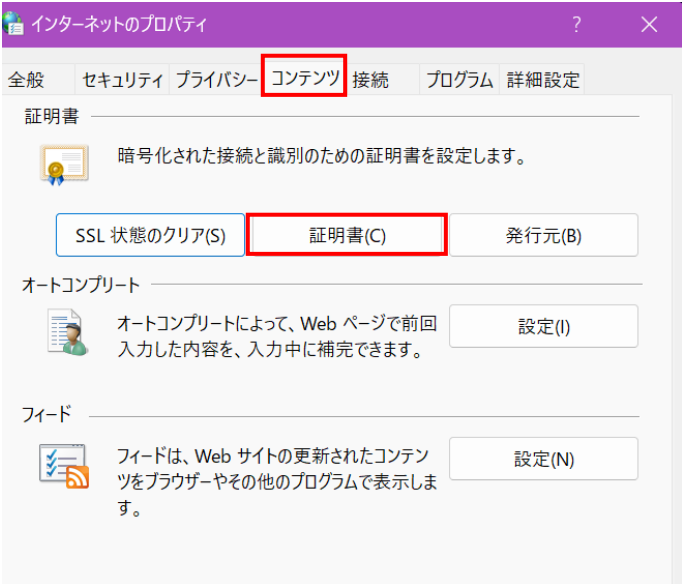 インターネットのプロパティ
?
全般 セキュリティ プライバシー コンテンツ 接続 プログラム 詳細設定
証明書
暗号化された接続と識別のための証明書を設定します。
SSL 状態のクリア(S) 証明書(C) 発行元(B)
オートコンプリート
オートコンプリートによって、Web ページで前回
入力した内容を、入力中に補完できます。
設定(I)
フィード
フィードは、Web サイトの更新されたコンテン
ツをブラウザーやその他のプログラムで表示しま
す。
設定(N)